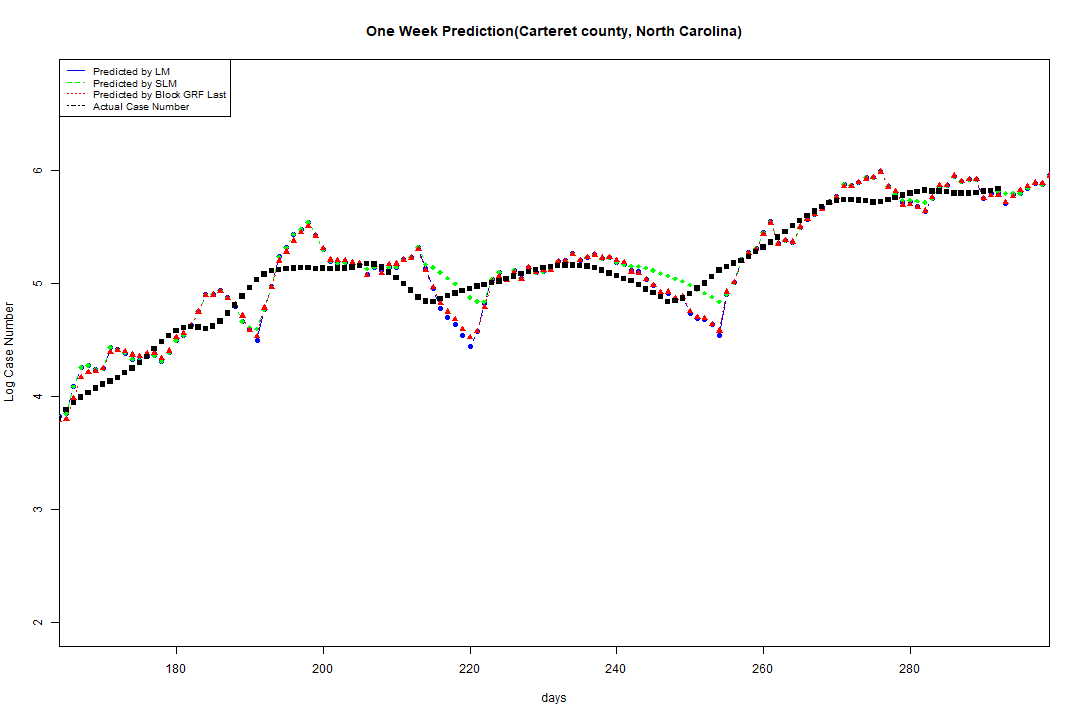 One Week Prediction(Carteret county, North Carolina)
Predicted by LM
Predicted by SLM
Predicted by Block GRF Last
Actual Case Number
Log Case Number
6
5
4
3
2
180 200 220 240 260 280
days